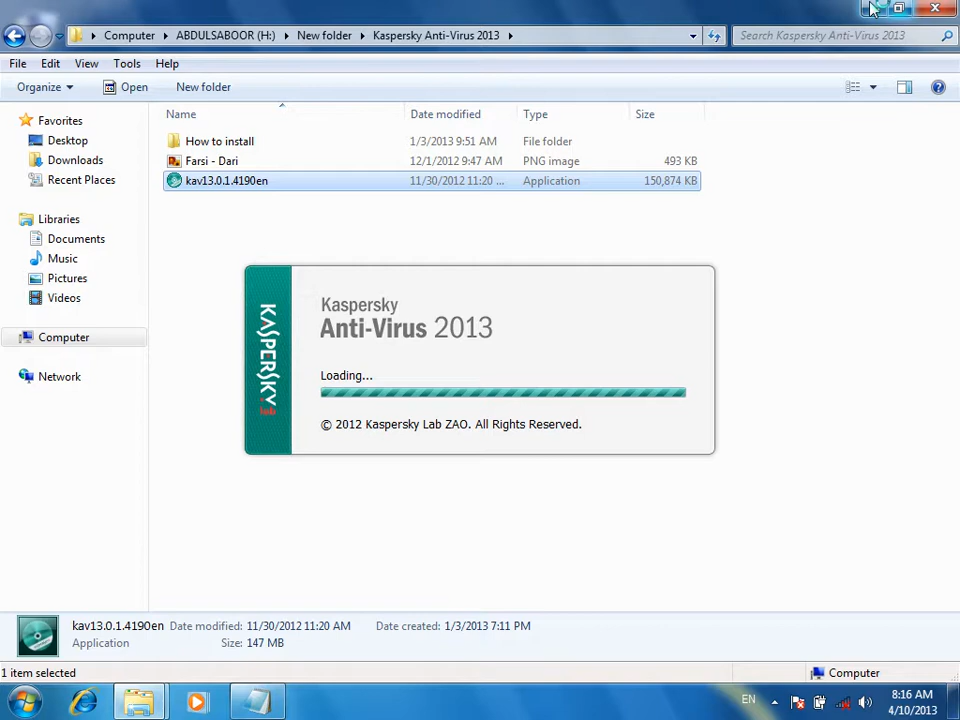 Computer ▸ ABDULSABOOR (H:) ▸ New folder ▸ Kaspersky Anti-Virus 2013 ▸ Search Kaspersky Anti-Virus 2013
File Edit View Tools Help
Organize Open New folder
Name Date modified Type Size
Favorites
Desktop
Downloads
Recent Places
Libraries
Documents
Music
Pictures
Videos
Computer
Network
How to install 1/3/2013 9:51 AM File folder
Farsi - Dari 12/1/2012 9:47 AM PNG image 493 KB
kav13.0.1.4190en 11/30/2012 11:20 ... Application 150,874 KB
KASPERSKY lab
Kaspersky
Anti-Virus 2013
Loading...
© 2012 Kaspersky Lab ZAO. All Rights Reserved.
kav13.0.1.4190en Date modified: 11/30/2012 11:20 AM Date created: 1/3/2013 7:11 PM
Application Size: 147 MB
1 item selected Computer
EN 8:16 AM
4/10/2013